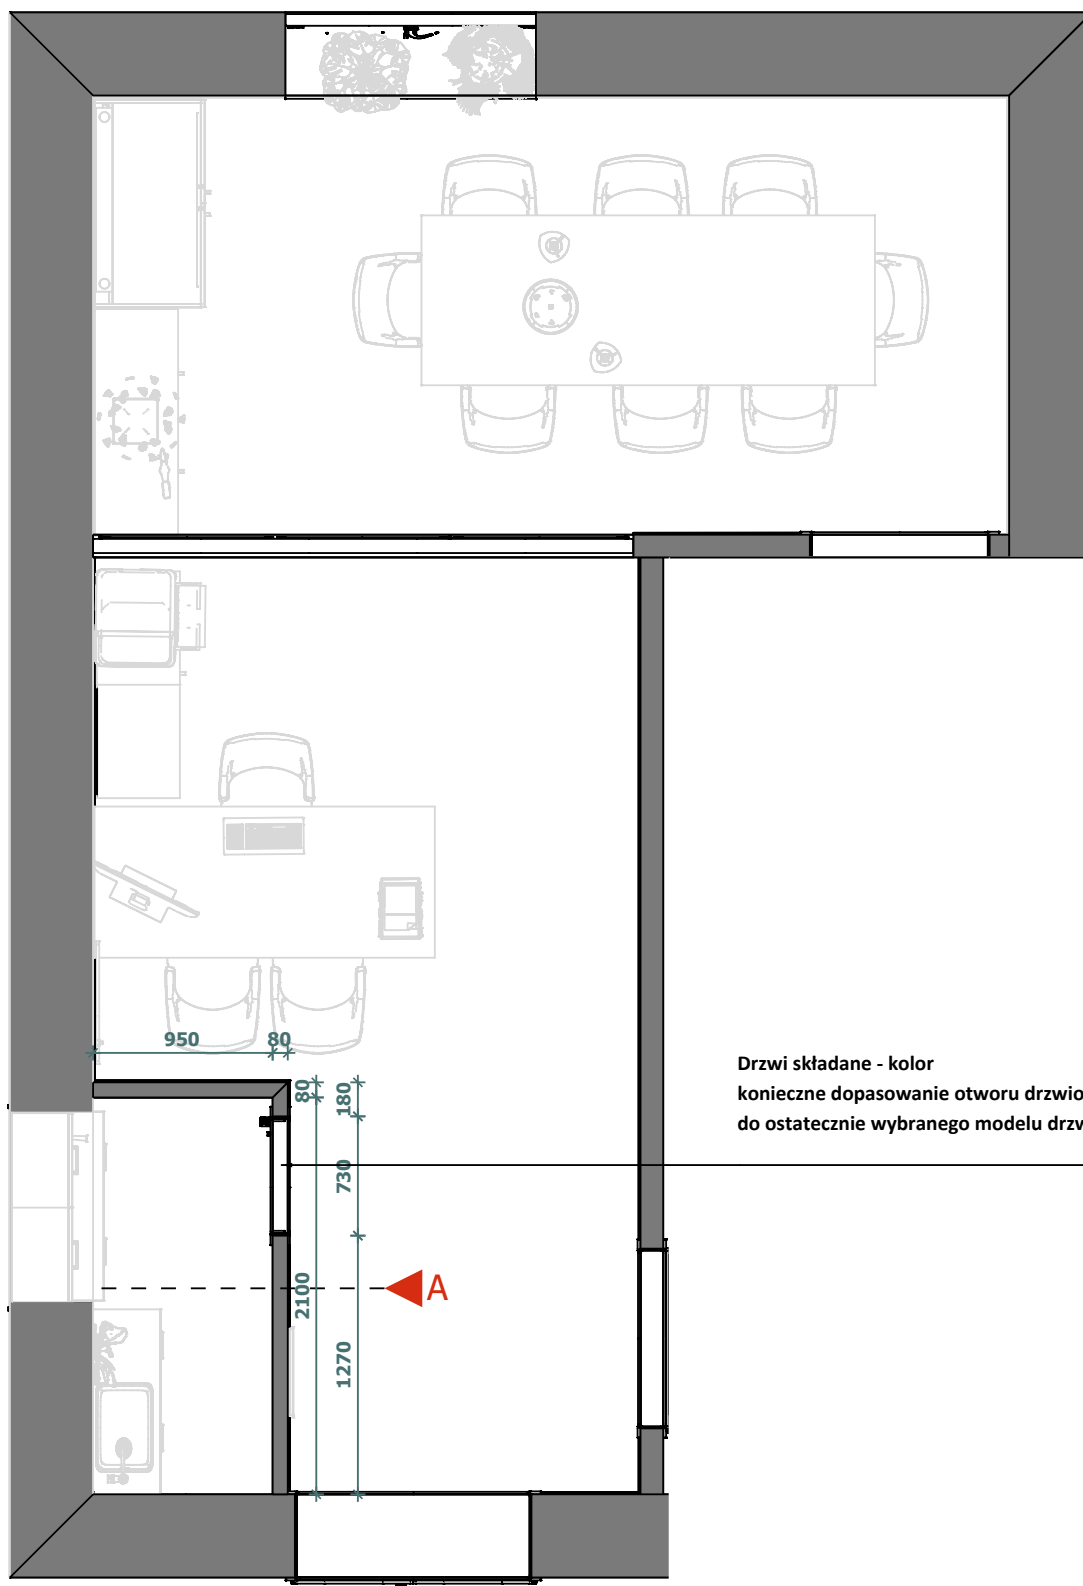 950
80
80
180
Drzwi składane - kolor
konieczne dopasowanie otworu drzwio
do ostatecznie wybranego modelu drzw
730
2100
A
1270